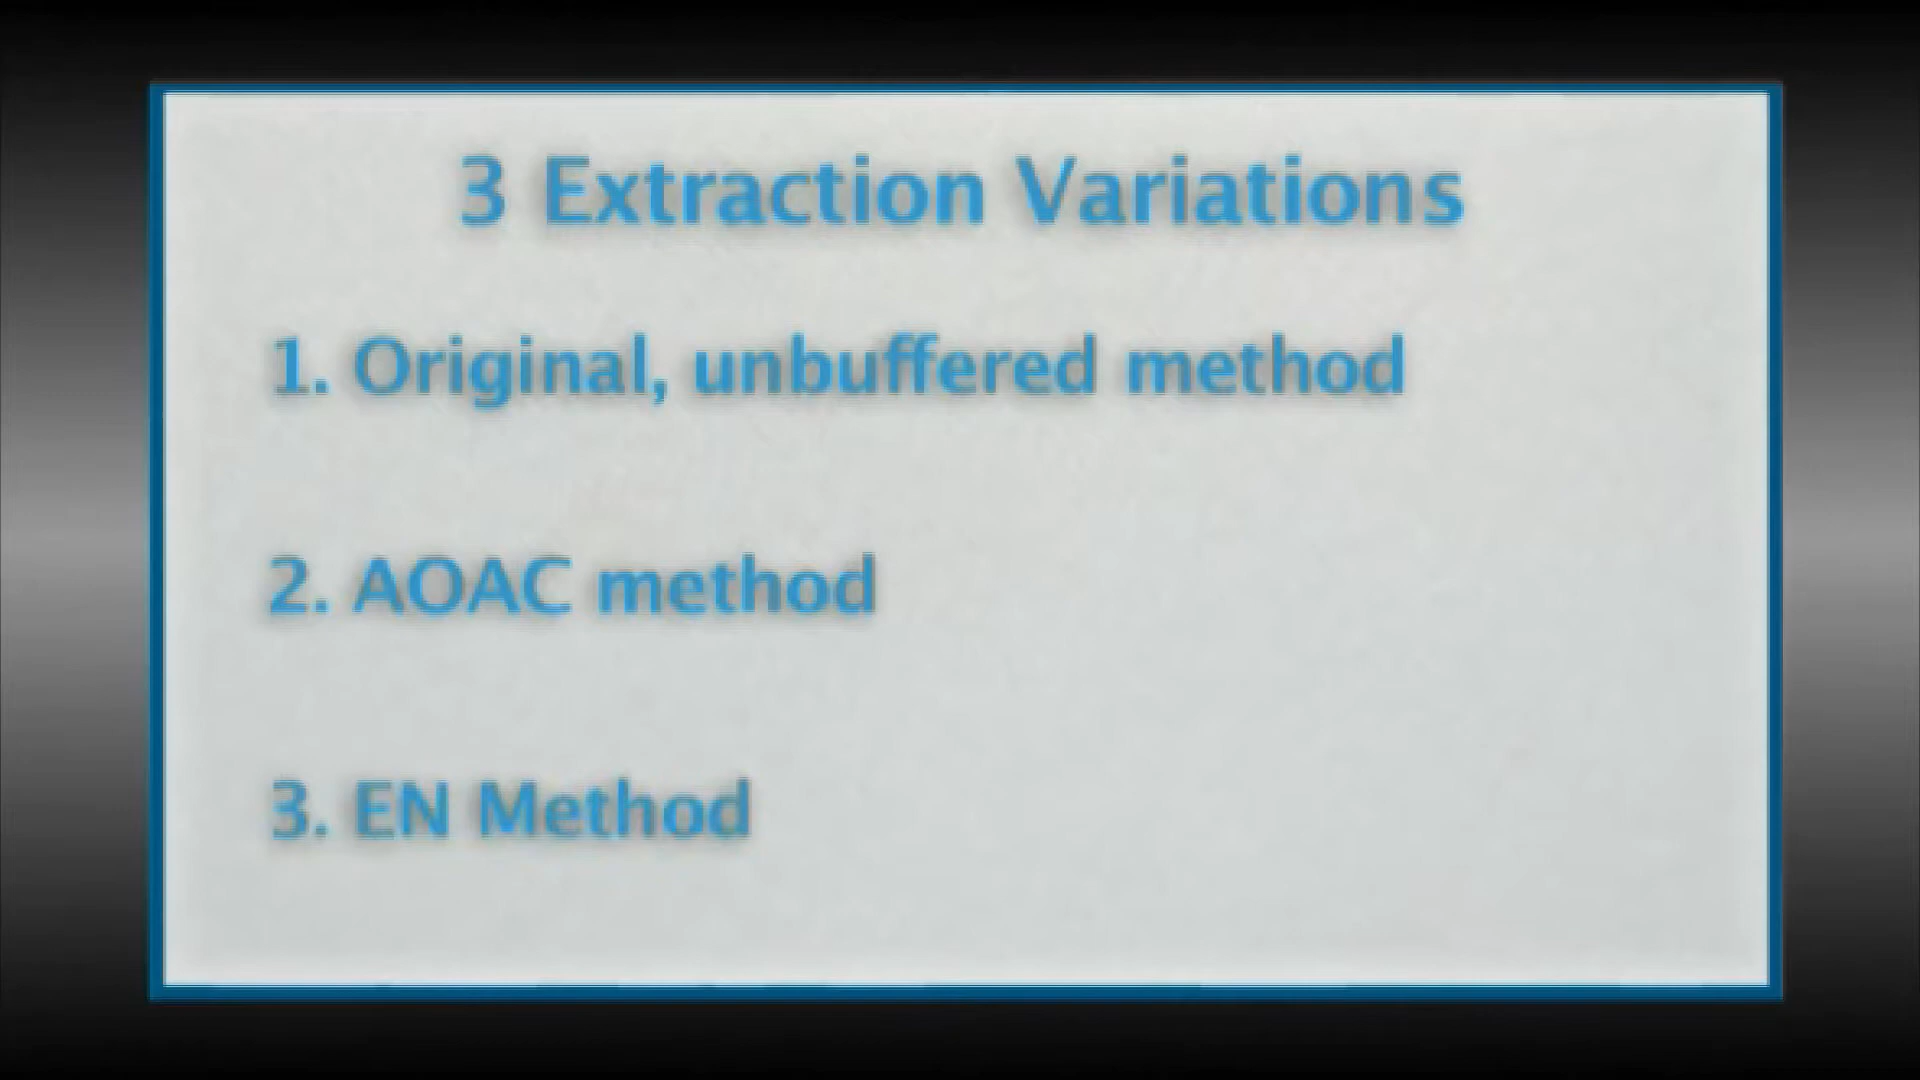 3 Extraction Variations
1. Original, unbuffered method
2. AOAC method
3. EN Method